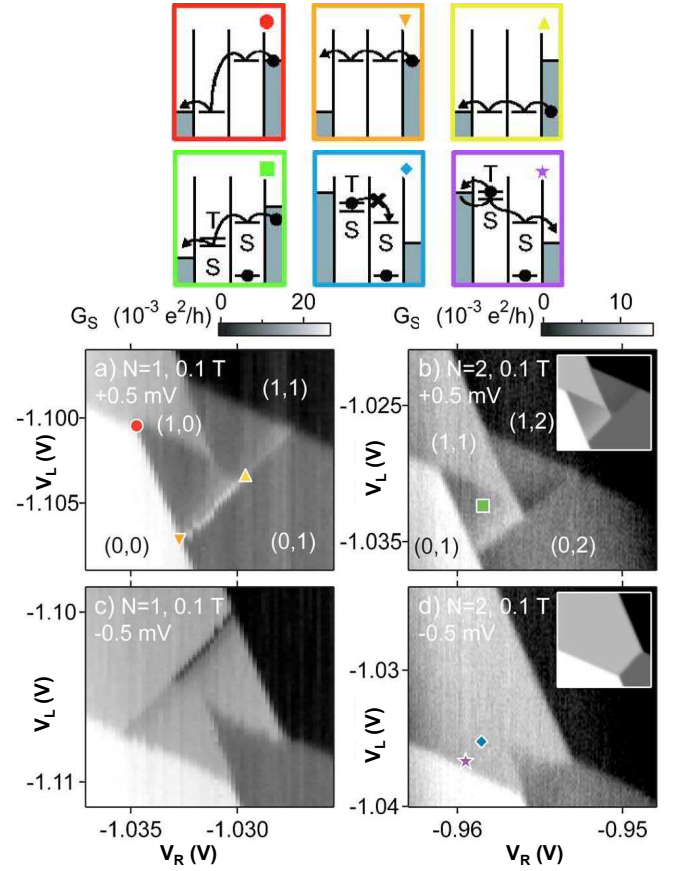 T
S
T
S
S
T
S
S
0 20
G_S (10^-3 e^2/h)
0 10
G_S (10^-3 e^2/h)
a) N=1, 0.1 T
+0.5 mV
(1,1)
(1,0)
(0,0)
(0,1)
-1.100
-1.105
V_L (V)
b) N=2, 0.1 T
+0.5 mV
(1,2)
(1,1)
(0,1)
(0,2)
-1.025
-1.035
V_L (V)
c) N=1, 0.1 T
-0.5 mV
-1.10
-1.11
V_L (V)
-1.035 -1.030
V_R (V)
d) N=2, 0.1 T
-0.5 mV
-1.03
-1.04
V_L (V)
-0.96 -0.95
V_R (V)